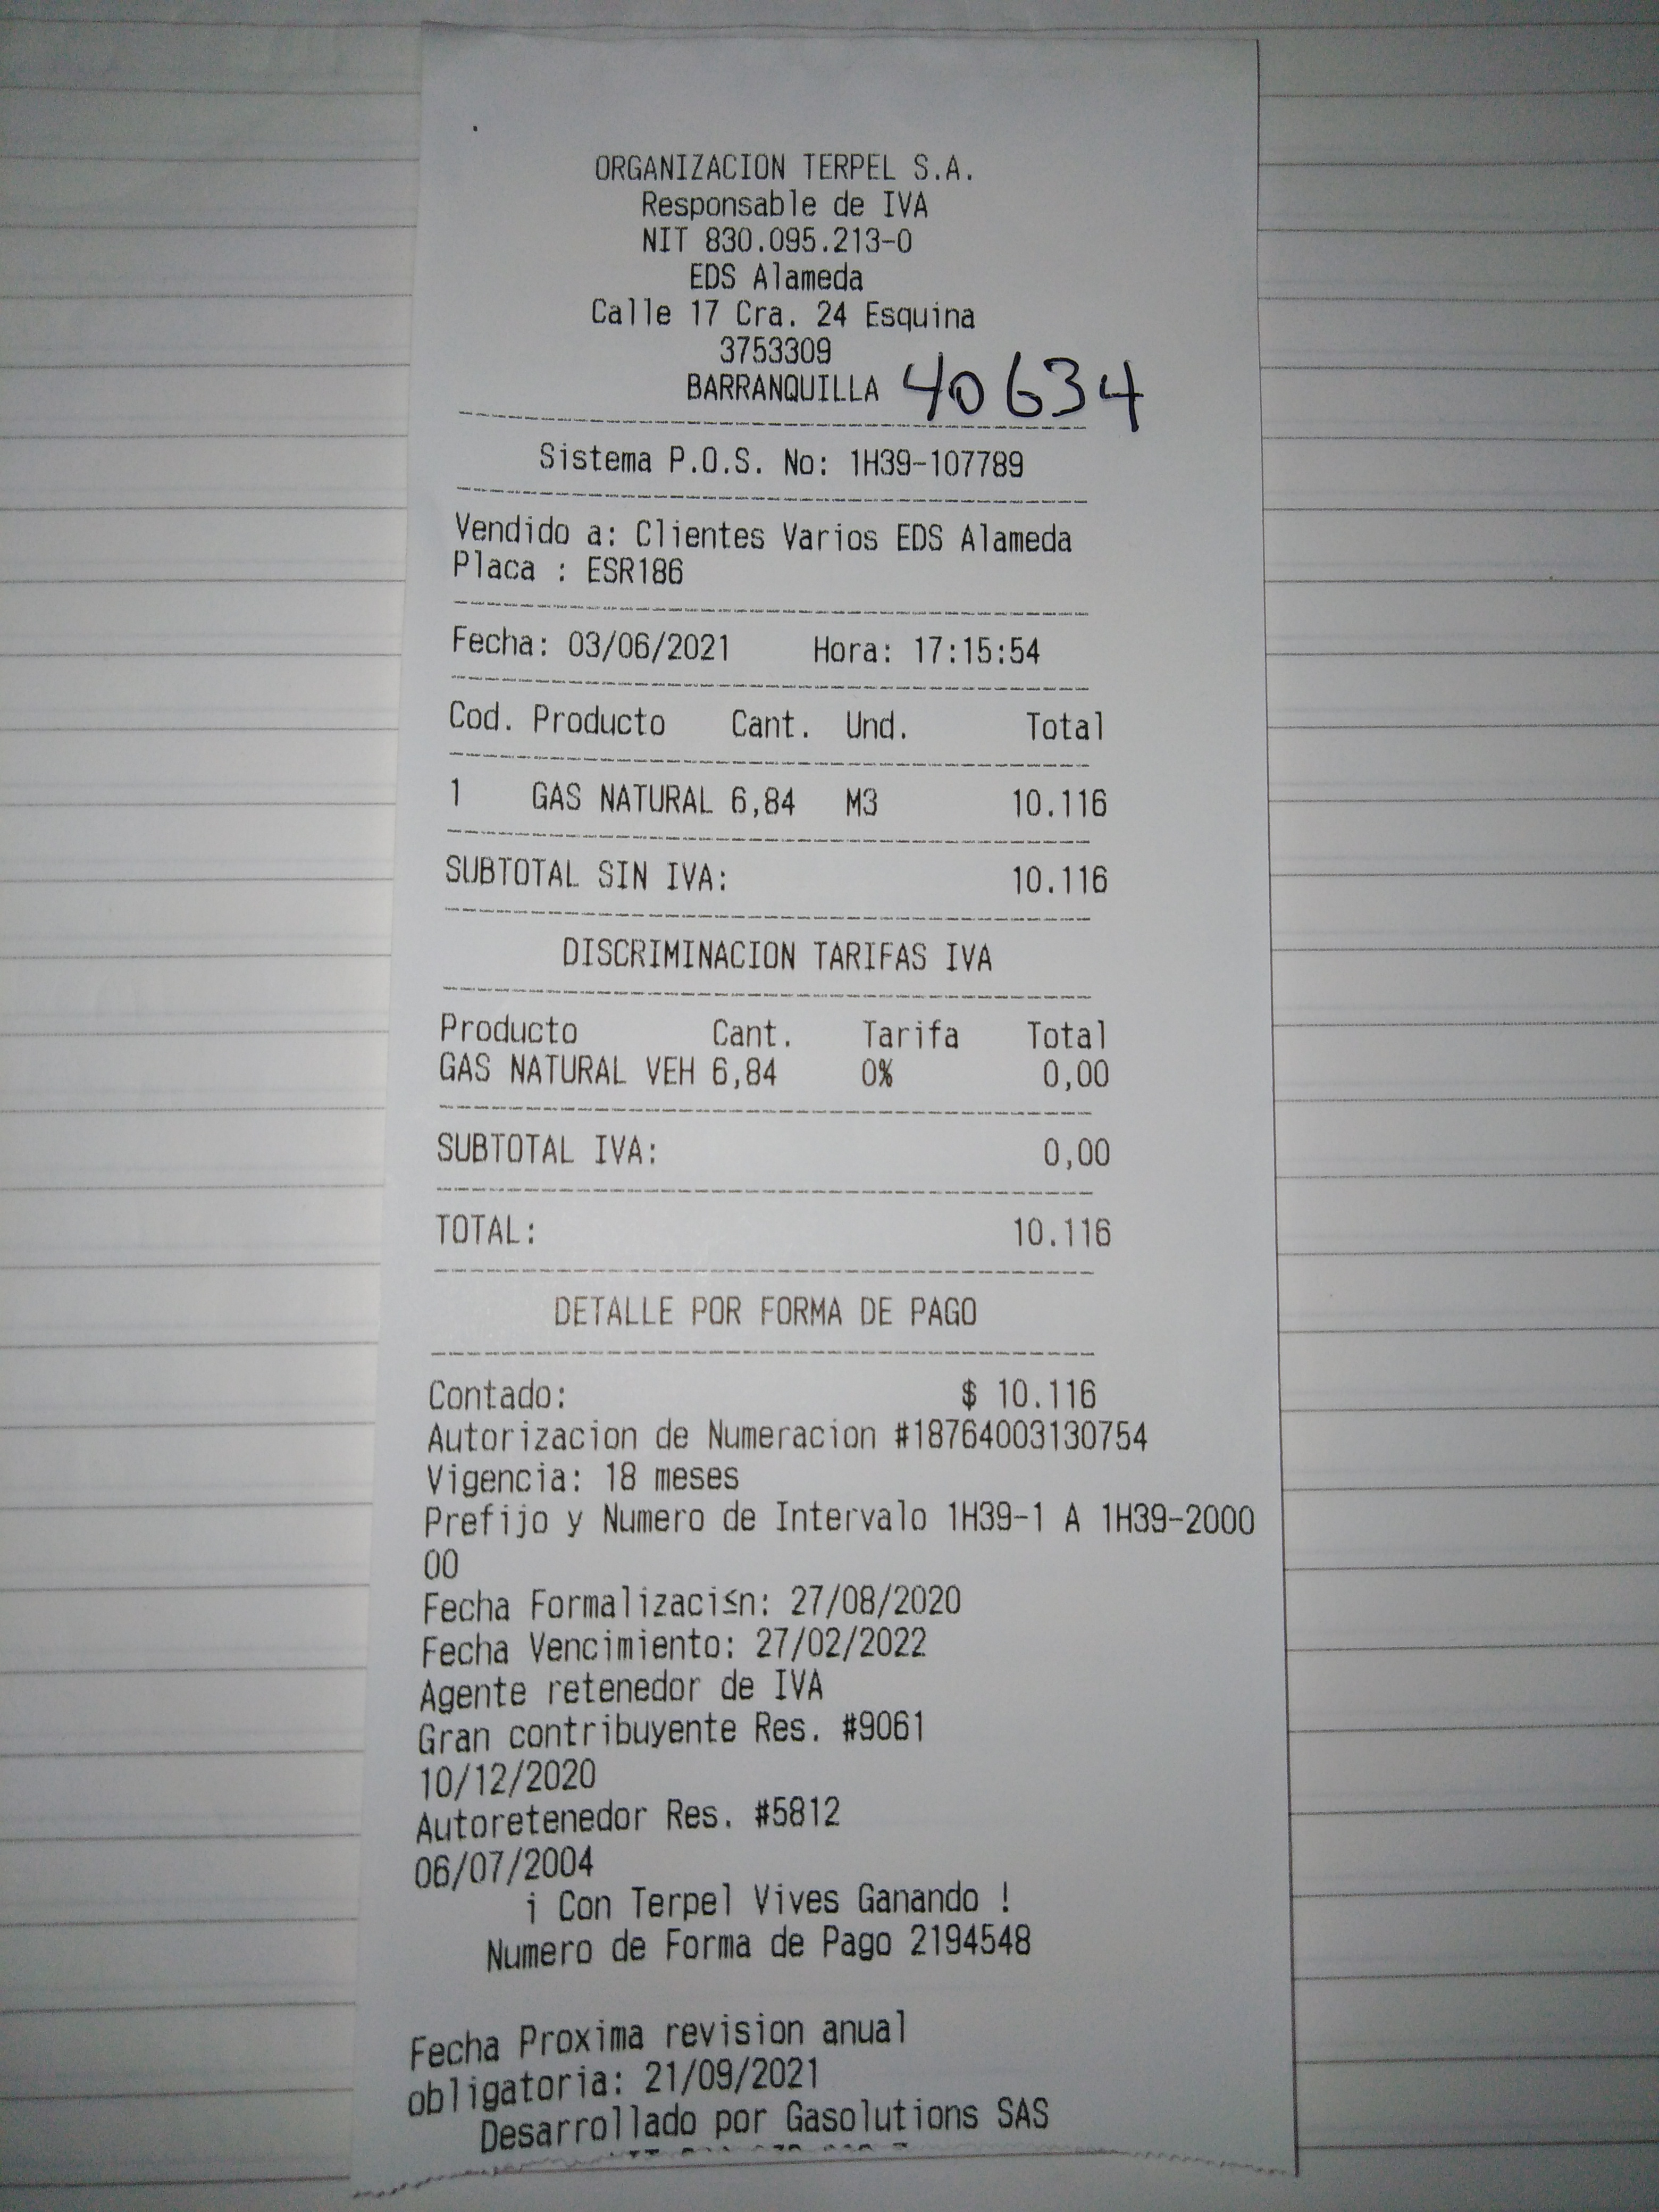 ORGANIZACION TERPEL S.A.
Responsable de IVA
NIT 830.095.213-0
EDS Alameda
Calle 17 Cra. 24 Esquina
3753309
BARRANQUILLA 40634
Sistema P.O.S. No: 1H39-107789
Vendido a: Clientes Varios EDS Alameda
Placa : ESR186
Fecha: 03/06/2021 Hora: 17:15:54
Cod. Producto Cant. Und. Total
1 GAS NATURAL 6,84 M3 10.116
SUBTOTAL SIN IVA: 10.116
DISCRIMINACION TARIFAS IVA
Producto Cant. Tarifa Total
GAS NATURAL VEH 6,84 0% 0,00
SUBTOTAL IVA: 0,00
TOTAL: 10.116
DETALLE POR FORMA DE PAGO
Contado: $ 10.116
Autorizacion de Numeracion #18764003130754
Vigencia: 18 meses
Prefijo y Numero de Intervalo 1H39-1 A 1H39-2000
00
Fecha Formalizaci≤n: 27/08/2020
Fecha Vencimiento: 27/02/2022
Agente retenedor de IVA
Gran contribuyente Res. #9061
10/12/2020
Autoretenedor Res. #5812
06/07/2004
¡ Con Terpel Vives Ganando !
Numero de Forma de Pago 2194548
Fecha Proxima revision anual
obligatoria: 21/09/2021
Desarrollado por Gasolutions SAS